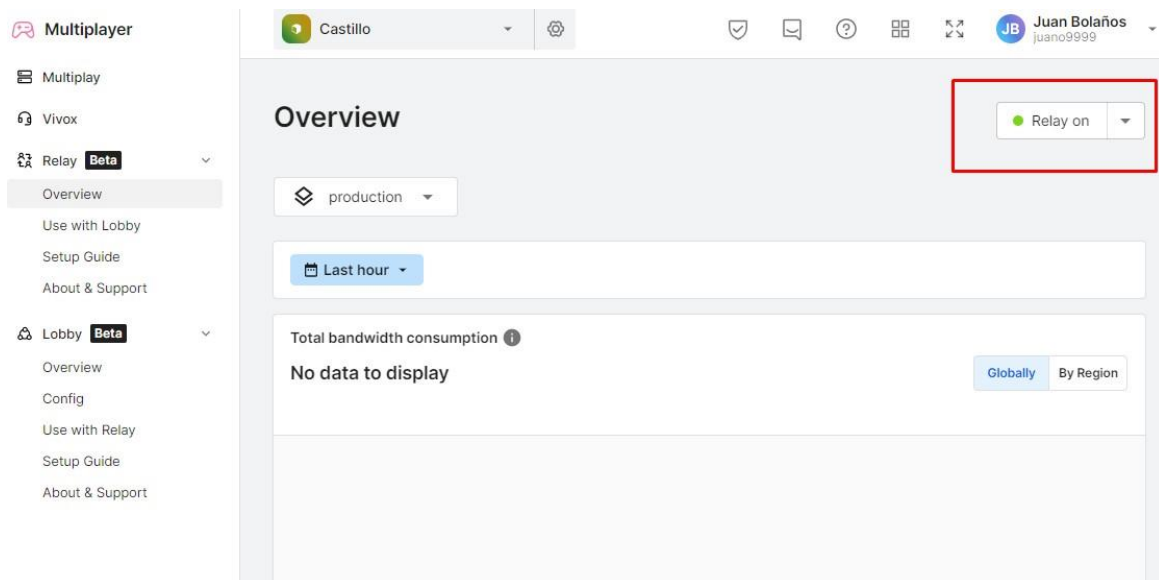 Multiplayer
Castillo
JB
Juan Bolaños
juano9999
Multiplay
Vivox
Relay Beta
Overview
Use with Lobby
Setup Guide
About & Support
Lobby Beta
Overview
Config
Use with Relay
Setup Guide
About & Support
Overview
Relay on
production
Last hour
Total bandwidth consumption
No data to display
Globally By Region